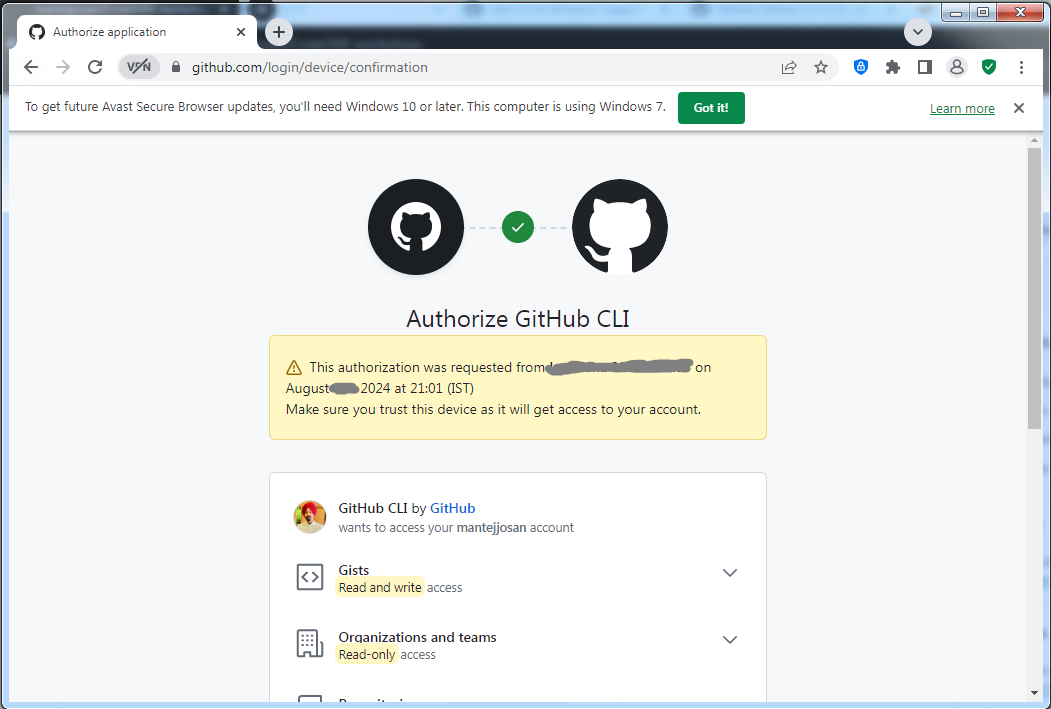 Authorize application
VPN
github.com/login/device/confirmation
To get future Avast Secure Browser updates, you'll need Windows 10 or later. This computer is using Windows 7.
Got it!
Learn more
Authorize GitHub CLI
This authorization was requested from on
August 2024 at 21:01 (IST)
Make sure you trust this device as it will get access to your account.
GitHub CLI by GitHub
wants to access your mantejjosan account
Gists
Read and write access
Organizations and teams
Read-only access